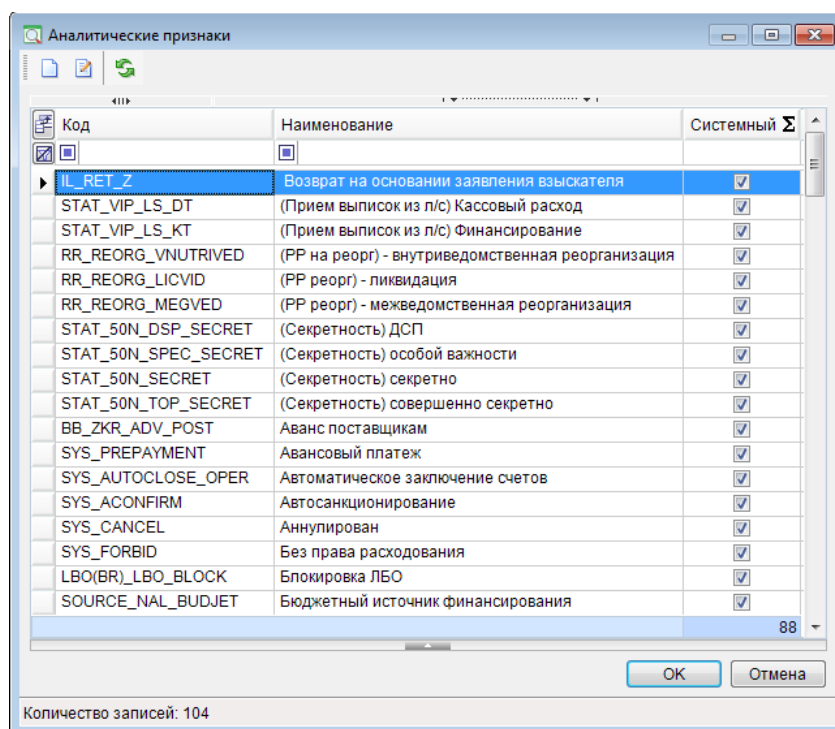 Аналитические признаки
Код Наименование Системный Σ
IL_RET_Z Возврат на основании заявления взыскателя
STAT_VIP_LS_DT (Прием выписок из л/с) Кассовый расход
STAT_VIP_LS_KT (Прием выписок из л/с) Финансирование
RR_REORG_VNUTRIVED (РР на реорг) - внутриведомственная реорганизация
RR_REORG_LICVID (РР реорг) - ликвидация
RR_REORG_MEGVED (РР реорг) - межведомственная реорганизация
STAT_50N_DSP_SECRET (Секретность) ДСП
STAT_50N_SPEC_SECRET (Секретность) особой важности
STAT_50N_SECRET (Секретность) секретно
STAT_50N_TOP_SECRET (Секретность) совершенно секретно
BB_ZKR_ADV_POST Аванс поставщикам
SYS_PREPAYMENT Авансовый платеж
SYS_AUTOCLOSE_OPER Автоматическое заключение счетов
SYS_ACONFIRM Автосанкционирование
SYS_CANCEL Аннулирован
SYS_FORBID Без права расходования
LBO(BR)_LBO_BLOCK Блокировка ЛБО
SOURCE_NAL_BUDJET Бюджетный источник финансирования
88
OK Отмена
Количество записей: 104